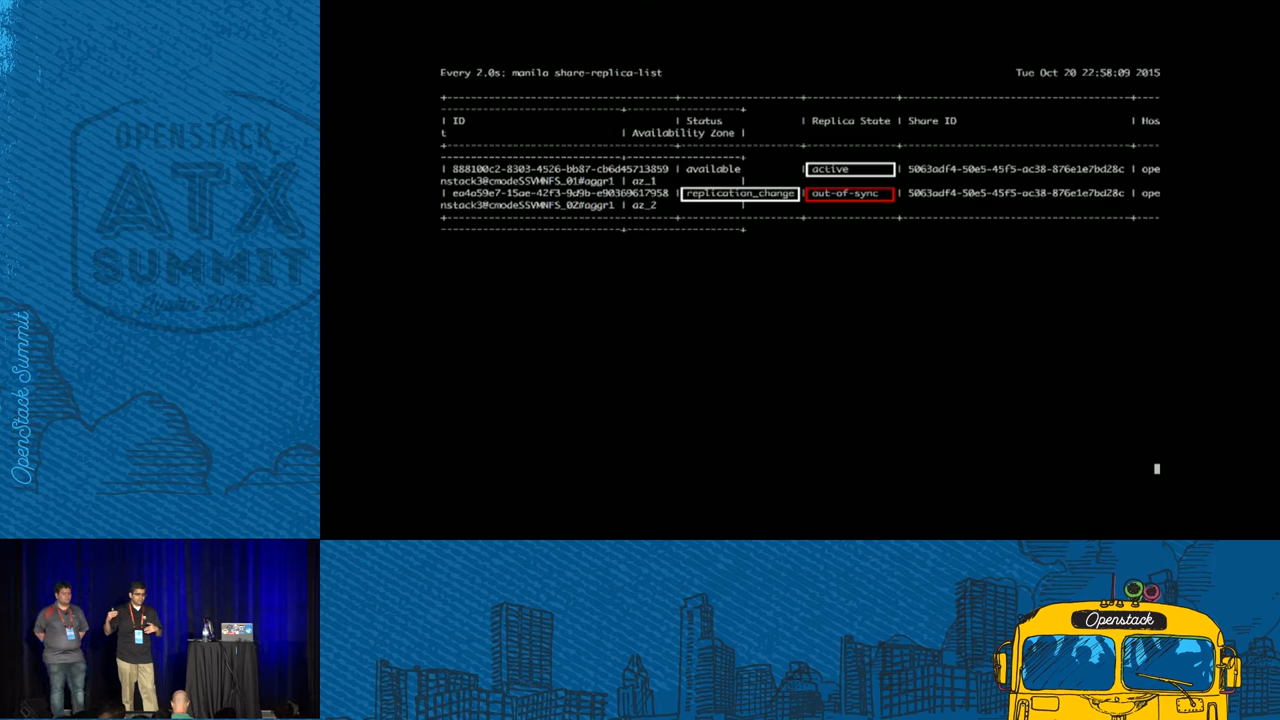 Every 2.0s: manila share-replica-list Tue Oct 20 22:58:09 2015
+--------------------------------------+--------------------+---------------+--------------------------------------+----
--------------------------+-------------------+
| ID | Status | Replica State | Share ID | Hos
t | Availability Zone |
+--------------------------------------+--------------------+---------------+--------------------------------------+----
--------------------------+-------------------+
| 888100c2-8303-4526-bb87-cb6d45713859 | available | active | 5063adf4-50e5-45f5-ac38-876e1e7bd28c | ope
nstack3@cmodeSSVMNFS_01#aggr1 | az_1 |
| ea4a59e7-15ae-42f3-9d9b-e90369617958 | replication_change | out-of-sync | 5063adf4-50e5-45f5-ac38-876e1e7bd28c | ope
nstack3@cmodeSSVMNFS_02#aggr1 | az_2 |
+--------------------------------------+--------------------+---------------+--------------------------------------+----
--------------------------+-------------------+
OPENSTACK
ATX
SUMMIT
Austin 2016
OpenStack Summit
Openstack